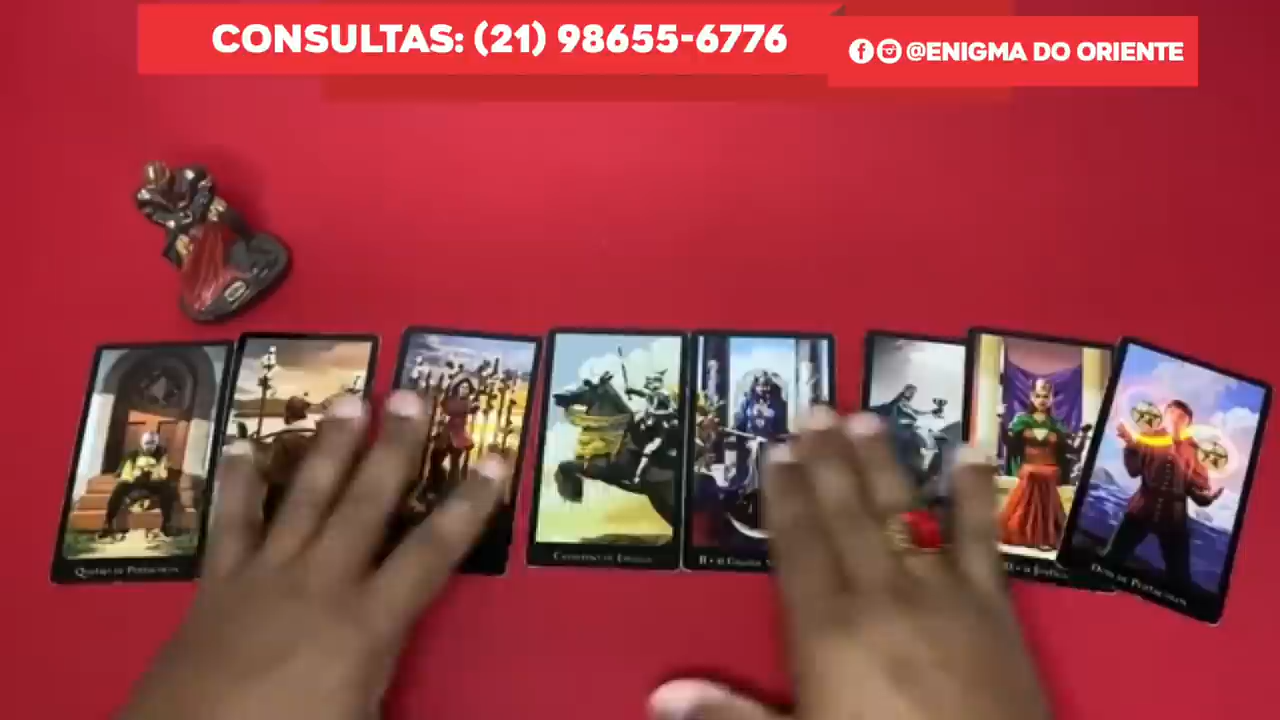 CONSULTAS: (21) 98655-6776
@ENIGMA DO ORIENTE
Quatro de Pentáculos
Cavaleiro de Espadas
Dois de Pentáculos